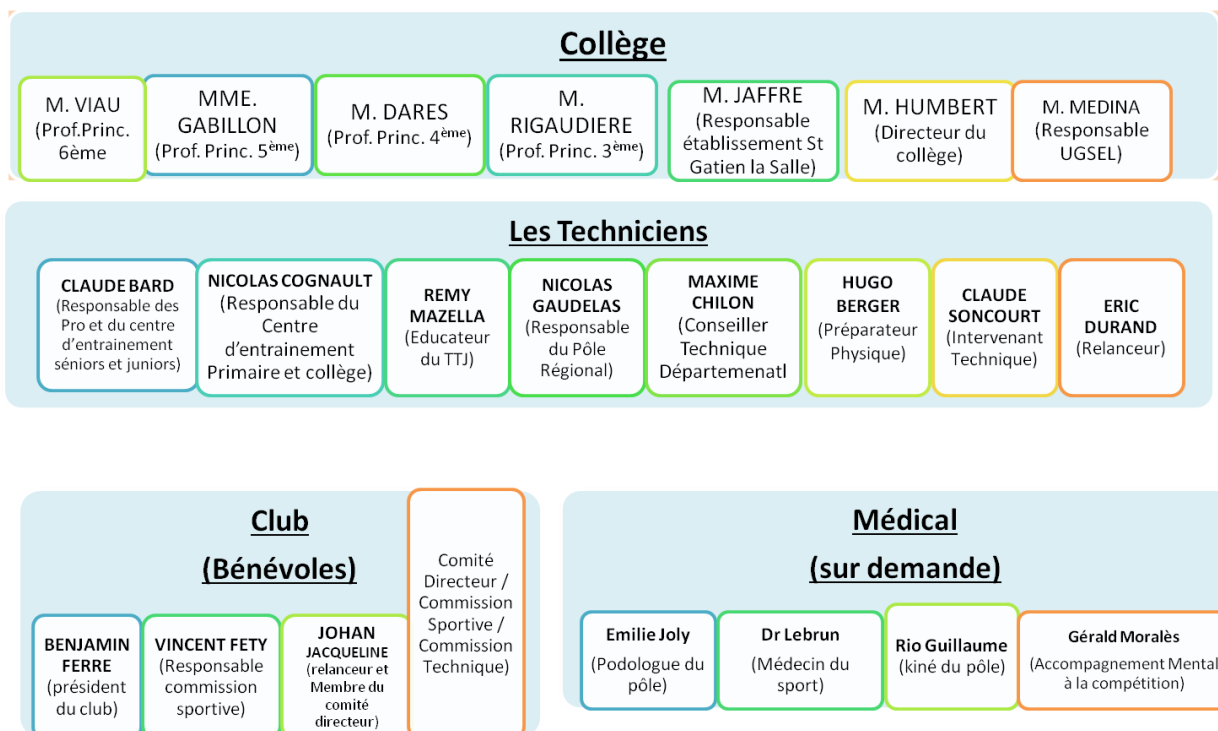 Collège
M. VIAU
(Prof.Princ.
6ème
MME.
GABILLON
(Prof. Princ. 5ème)
M. DARES
(Prof. Princ. 4ème)
M.
RIGAUDIERE
(Prof. Princ. 3ème)
M. JAFFRE
(Responsable
établissement St
Gatien la Salle)
M. HUMBERT
(Directeur du
collège)
M. MEDINA
(Responsable
UGSEL)
Les Techniciens
CLAUDE BARD
(Responsable des
Pro et du centre
d'entrainement
séniors et juniors)
NICOLAS COGNAULT
(Responsable du
Centre
d'entrainement
Primaire et collège)
REMY
MAZELLA
(Educateur
du TTJ)
NICOLAS
GAUDELAS
(Responsable
du Pôle
Régional)
MAXIME
CHILON
(Conseiller
Technique
Départemenatl
HUGO
BERGER
(Préparateur
Physique)
CLAUDE
SONCOURT
(Intervenant
Technique)
ERIC
DURAND
(Relanceur)
Club
(Bénévoles)
BENJAMIN
FERRE
(président
du club)
VINCENT FETY
(Responsable
commission
sportive)
JOHAN
JACQUELINE
(relanceur et
Membre du
comité
directeur)
Comité
Directeur /
Commission
Sportive /
Commission
Technique)
Médical
(sur demande)
Emilie Joly
(Podologue du
pôle)
Dr Lebrun
(Médecin du
sport)
Rio Guillaume
(kiné du pôle)
Gérald Moralès
(Accompagnement Mental
à la compétition)